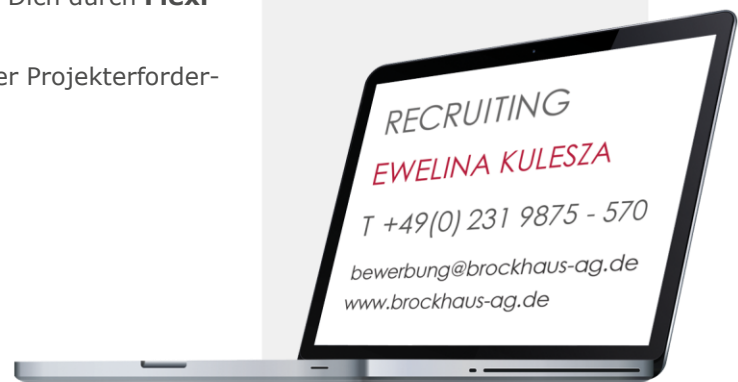 Dich durch Flexi-
er Projekterforder-
RECRUITING
EWELINA KULESZA
T +49(0) 231 9875 - 570
bewerbung@brockhaus-ag.de
www.brockhaus-ag.de